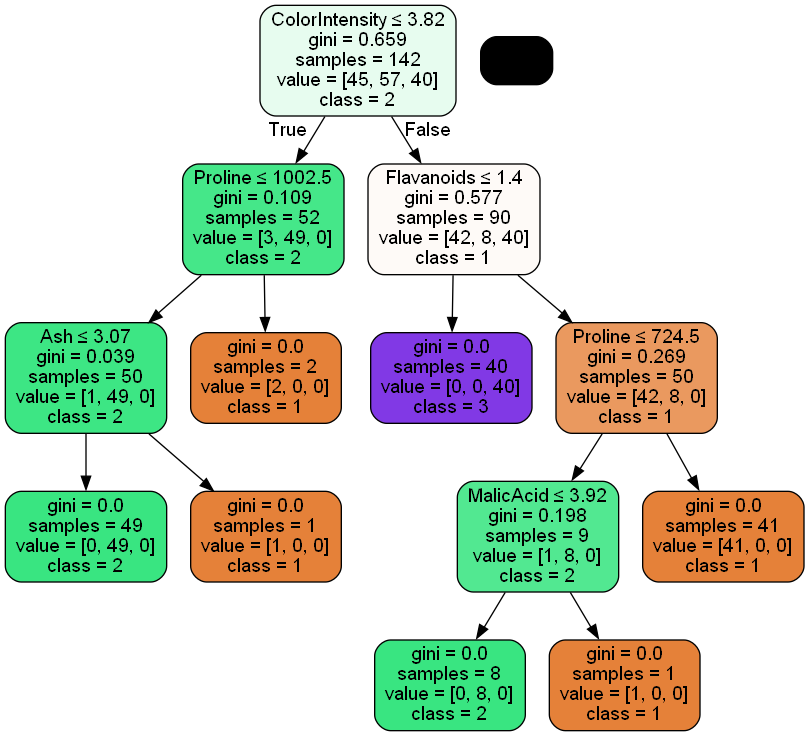 ColorIntensity ≤ 3.82
gini = 0.659
samples = 142
value = [45, 57, 40]
class = 2
True
False
Proline ≤ 1002.5
gini = 0.109
samples = 52
value = [3, 49, 0]
class = 2
Flavanoids ≤ 1.4
gini = 0.577
samples = 90
value = [42, 8, 40]
class = 1
Ash ≤ 3.07
gini = 0.039
samples = 50
value = [1, 49, 0]
class = 2
gini = 0.0
samples = 2
value = [2, 0, 0]
class = 1
gini = 0.0
samples = 40
value = [0, 0, 40]
class = 3
Proline ≤ 724.5
gini = 0.269
samples = 50
value = [42, 8, 0]
class = 1
gini = 0.0
samples = 49
value = [0, 49, 0]
class = 2
gini = 0.0
samples = 1
value = [1, 0, 0]
class = 1
MalicAcid ≤ 3.92
gini = 0.198
samples = 9
value = [1, 8, 0]
class = 2
gini = 0.0
samples = 41
value = [41, 0, 0]
class = 1
gini = 0.0
samples = 8
value = [0, 8, 0]
class = 2
gini = 0.0
samples = 1
value = [1, 0, 0]
class = 1